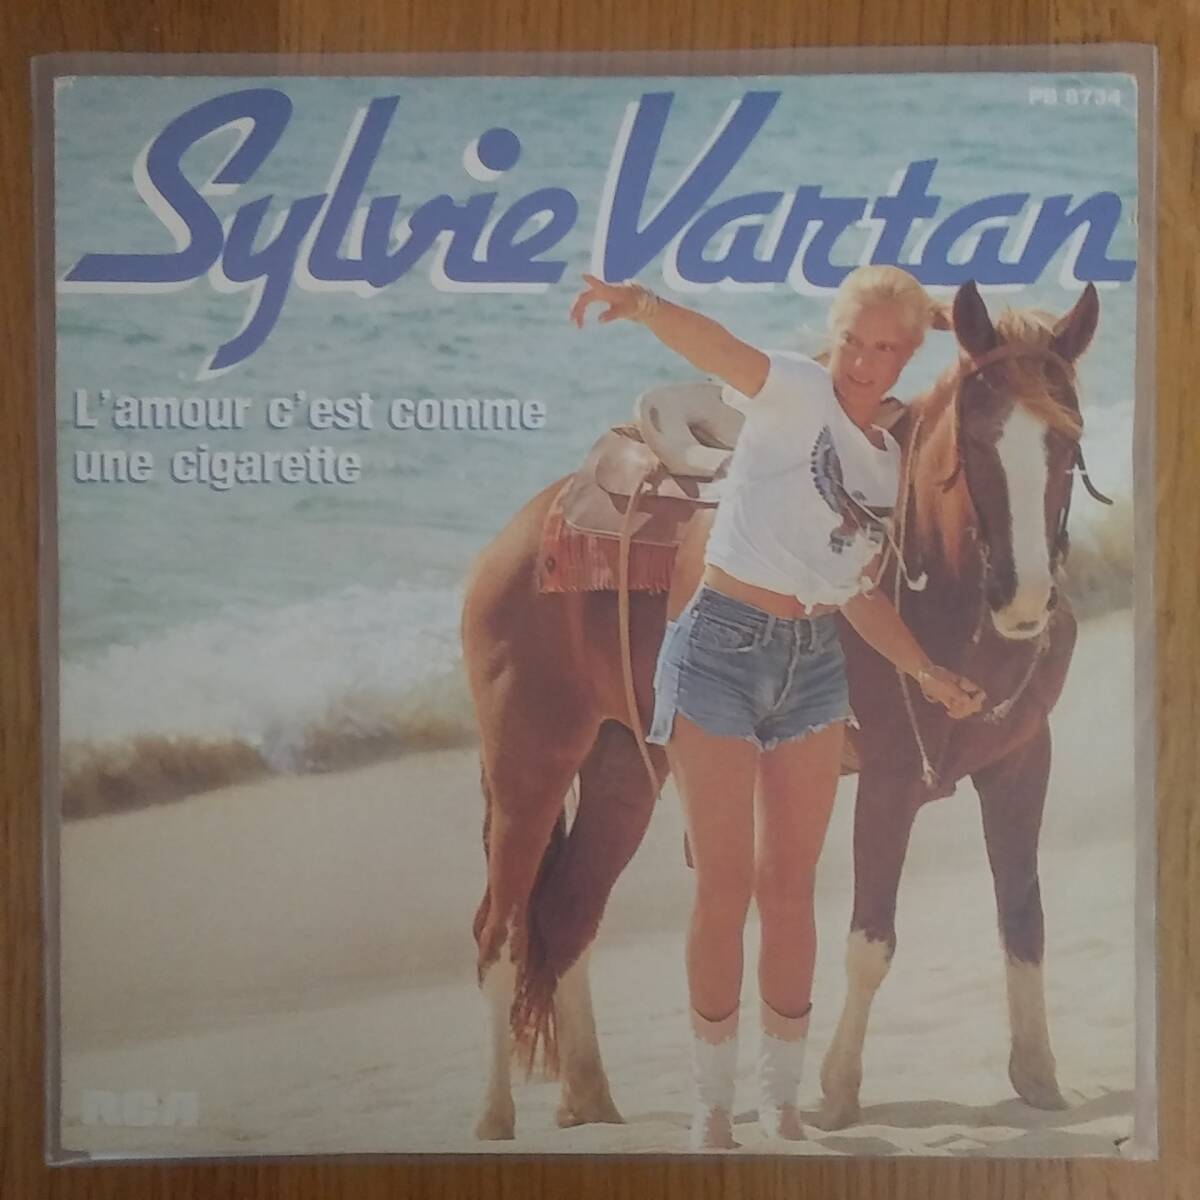 PB 8734
Sylvie Vartan
L'amour c'est comme
une cigarette
RCA